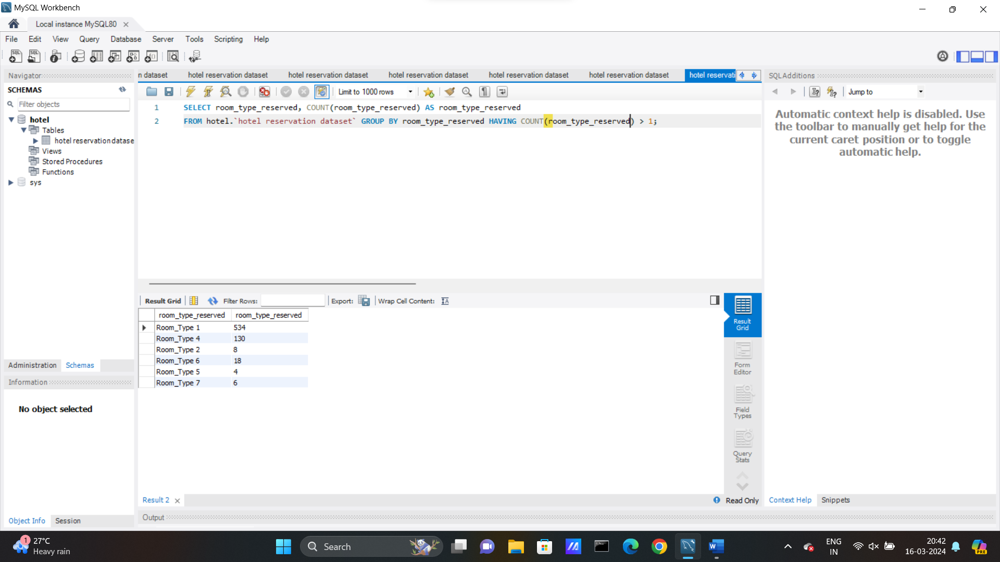 MySQL Workbench
Local instance MySQL80
File Edit View Query Database Server Tools Scripting Help
Navigator
SCHEMAS
Filter objects
hotel
Tables
hotel reservation datase
Views
Stored Procedures
Functions
sys
Administration Schemas
Information
No object selected
Object Info Session
n dataset hotel reservation dataset hotel reservation dataset hotel reservation dataset hotel reservation dataset hotel reservation dataset hotel reservati
Limit to 1000 rows
1 SELECT room_type_reserved, COUNT(room_type_reserved) AS room_type_reserved
2 FROM hotel.`hotel reservation dataset` GROUP BY room_type_reserved HAVING COUNT(room_type_reserved) > 1;
Result Grid Filter Rows: Export: Wrap Cell Content:
room_type_reserved room_type_reserved
Room_Type 1 534
Room_Type 4 130
Room_Type 2 8
Room_Type 6 18
Room_Type 5 4
Room_Type 7 6
Result
Grid
Form
Editor
Field
Types
Query
Stats
Result 2 Read Only
Output
SQLAdditions
Jump to
Automatic context help is disabled. Use
the toolbar to manually get help for the
current caret position or to toggle
automatic help.
Context Help Snippets
1
27°C
Heavy rain
Search
ENG
IN
20:42
16-03-2024
PRE